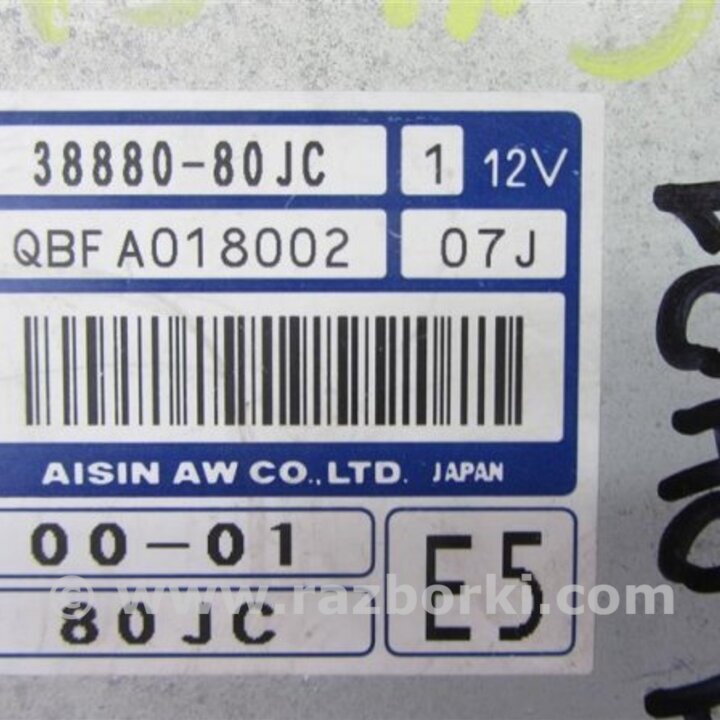 38880-80JC 1 12V
QBFA018002 07J
AISIN AW CO.,LTD. JAPAN
00-01
E5
© www.razborki.com
80JC